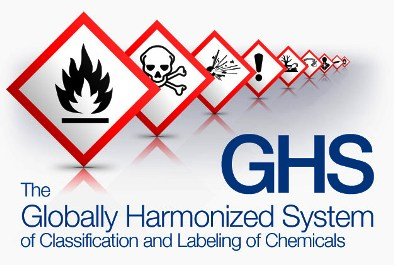 GHS
The
Globally Harmonized System
of Classification and Labeling of Chemicals